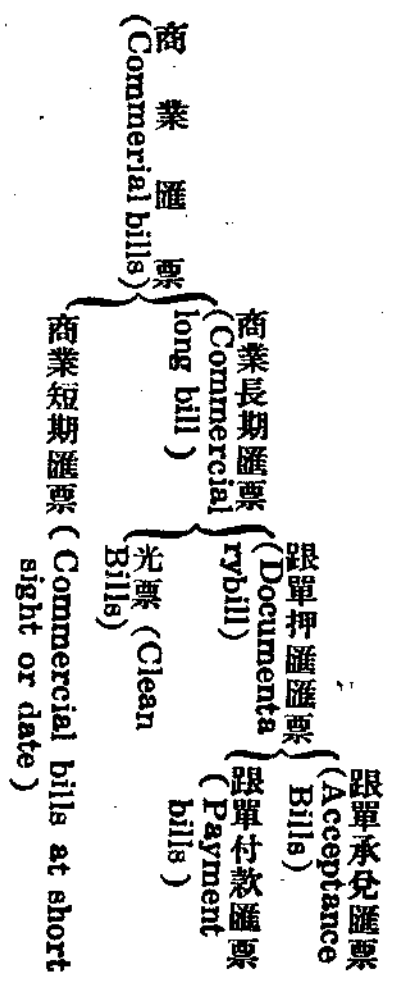 商業匯票
(Commerial bills)
商業長期匯票
(Commercial
long bill)
跟單押匯匯票
(Documenta
rybill)
跟單承兌匯票
(Acceptance
Bills)
跟單付款匯票
(Payment
bills)
光票(Clean
Bills)
商業短期匯票(Commercial bills at short
sight or date)